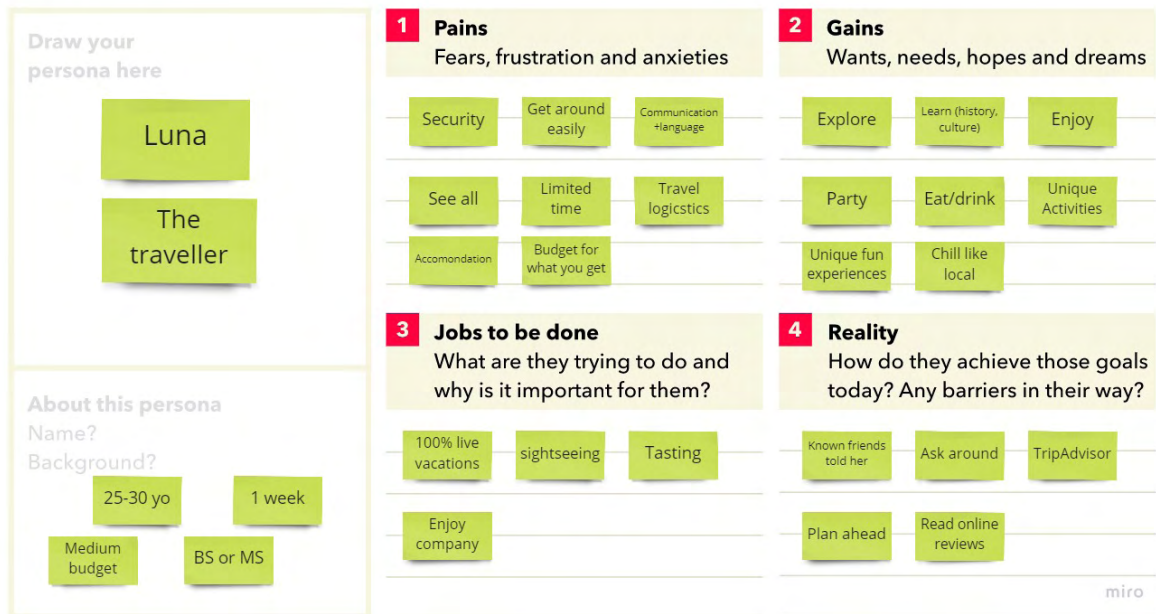 Draw your
persona here
Luna
The
traveller
About this persona
Name?
Background?
25-30 yo
1 week
Medium
budget
BS or MS
1
Pains
Fears, frustration and anxieties
Security
Get around
easily
Communication
+language
See all
Limited
time
Travel
logicstics
Accomondation
Budget for
what you get
2
Gains
Wants, needs, hopes and dreams
Explore
Learn (history,
culture)
Enjoy
Party
Eat/drink
Unique
Activities
Unique fun
experiences
Chill like
local
3
Jobs to be done
What are they trying to do and
why is it important for them?
100% live
vacations
sightseeing
Tasting
Enjoy
company
4
Reality
How do they achieve those goals
today? Any barriers in their way?
Known friends
told her
Ask around
TripAdvisor
Plan ahead
Read online
reviews
miro